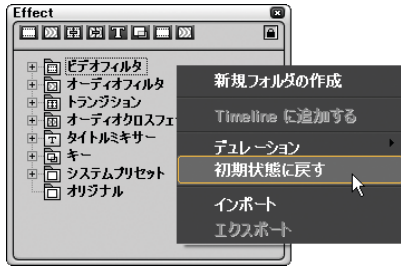 Effect
ビデオフィルタ
オーディオフィルタ
トランジション
オーディオクロスフェ
タイトルミキサー
キー
システムプリセット
オリジナル
新規フォルダの作成
Timeline に追加する
デュレーション
初期状態に戻す
インポート
エクスポート